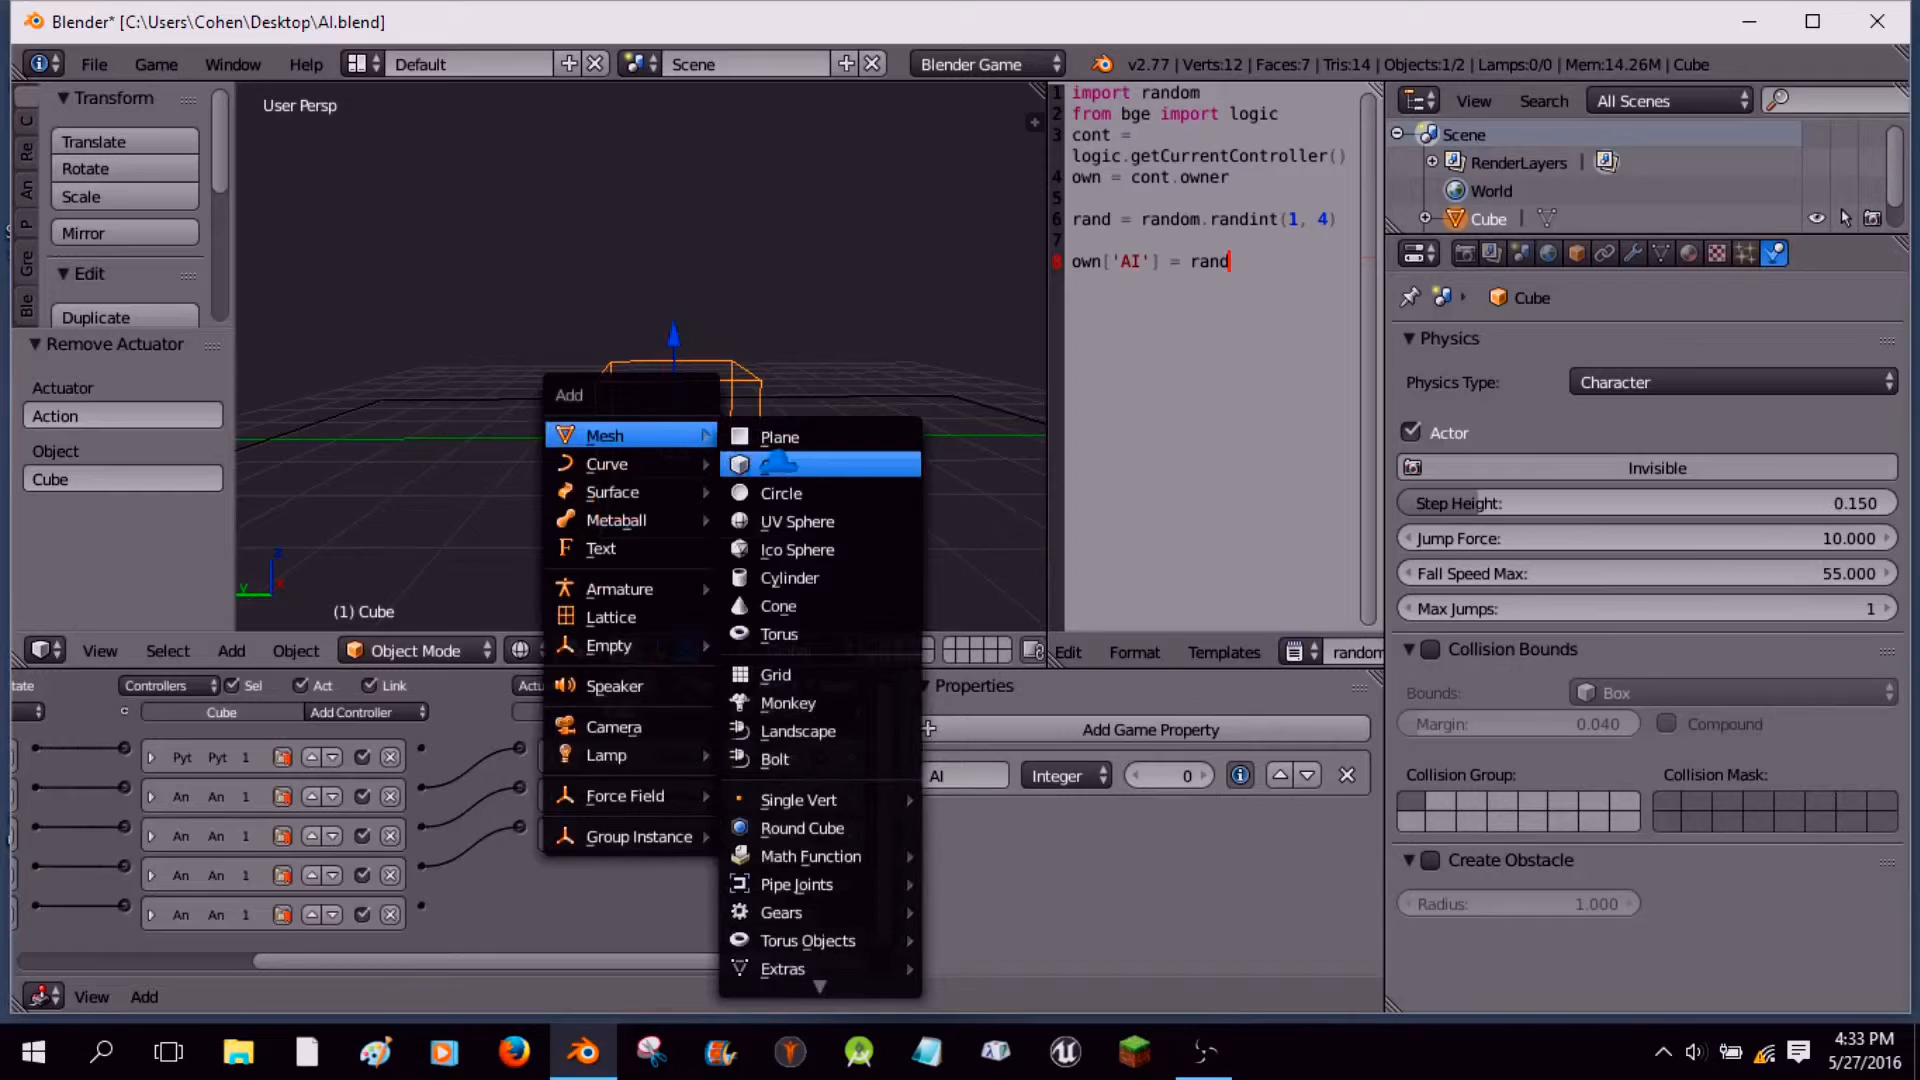 Blender* [C:\Users\Cohen\Desktop\AI.blend]
File Game Window Help Default Scene Blender Game v2.77 | Verts:12 | Faces:7 | Tris:14 | Objects:1/2 | Lamps:0/0 | Mem:14.26M | Cube
Transform
Translate
Rotate
Scale
Mirror
Edit
Duplicate
C
Re
An
P
Gre
Ble
Remove Actuator
Actuator
Action
Object
Cube
User Persp
(1) Cube
z
y
x
Add
Mesh
Curve
Surface
Metaball
Text
Armature
Lattice
Empty
Speaker
Camera
Lamp
Force Field
Group Instance
Plane
Circle
UV Sphere
Ico Sphere
Cylinder
Cone
Torus
Grid
Monkey
Landscape
Bolt
Single Vert
Round Cube
Math Function
Pipe Joints
Gears
Torus Objects
Extras
1 import random
2 from bge import logic
3 cont =
logic.getCurrentController()
4 own = cont.owner
5
6 rand = random.randint(1, 4)
7
8 own['AI'] = rand
View Select Add Object Object Mode
Edit Format Templates random
tate Controllers Sel Act Link Actu
C Cube Add Controller
Pyt Pyt 1
An An 1
An An 1
An An 1
An An 1
View Add
Properties
Add Game Property
AI Integer 0
View Search All Scenes
Scene
RenderLayers |
World
Cube |
Cube
Physics
Physics Type: Character
Actor
Invisible
Step Height: 0.150
Jump Force: 10.000
Fall Speed Max: 55.000
Max Jumps: 1
Collision Bounds
Bounds: Box
Margin: 0.040 Compound
Collision Group: Collision Mask:
Create Obstacle
Radius: 1.000
4:33 PM
5/27/2016